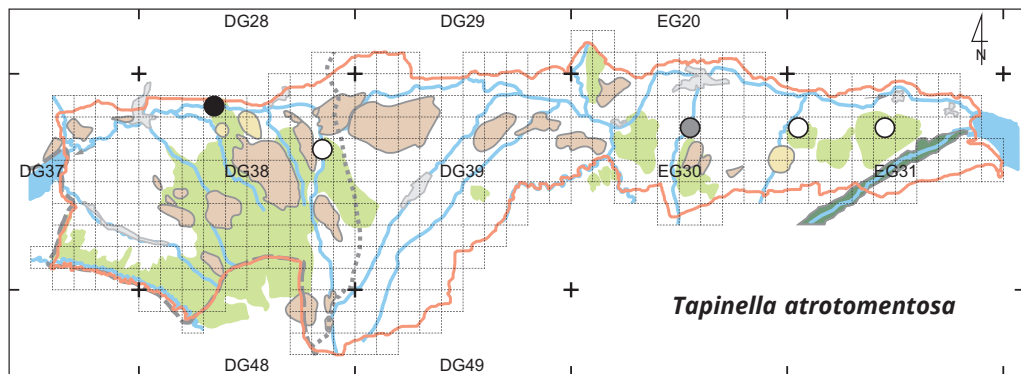 DG28 DG29 EG20
N
DG37 DG38 DG39 EG30 EG31
Tapinella atrotomentosa
DG48 DG49